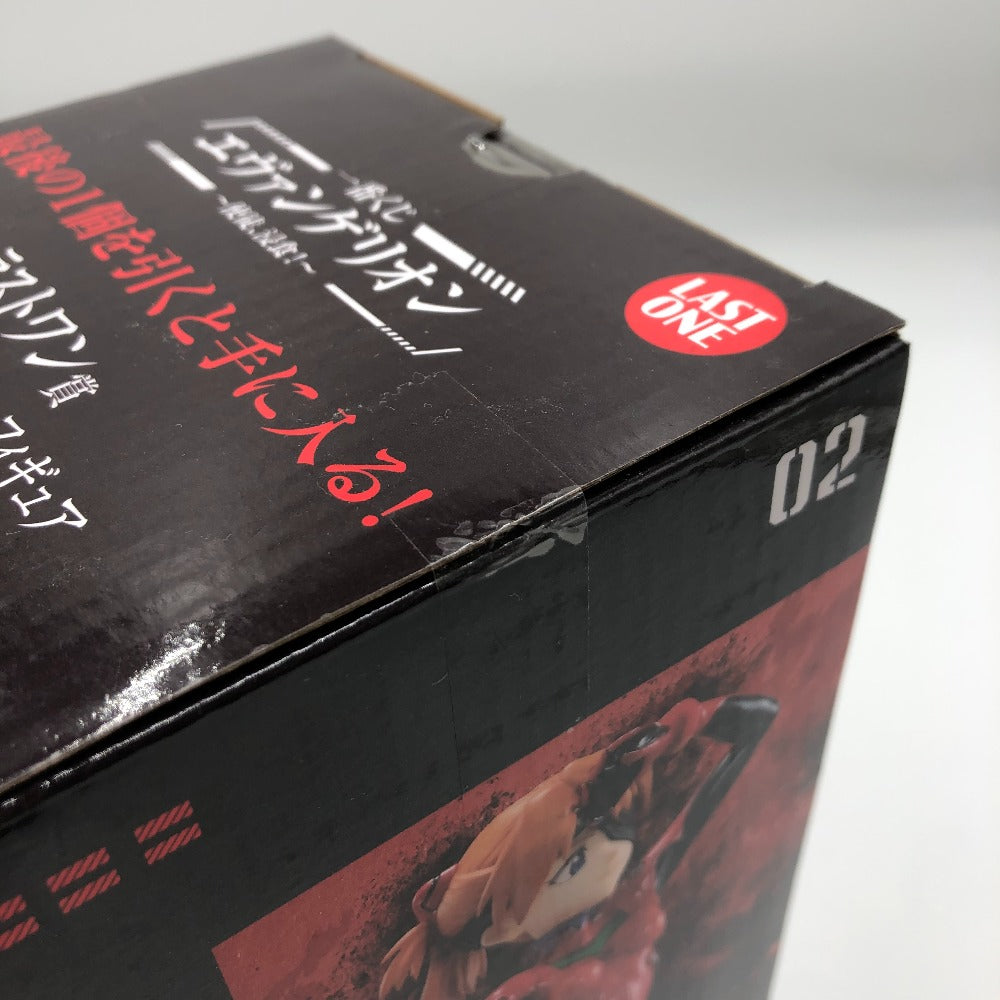 一番くじ
エヴァンゲリオン
～使徒、浸食!～
LAST
ONE
最後の1個を引くと手に入る!
ラストワン賞
フィギュア
02